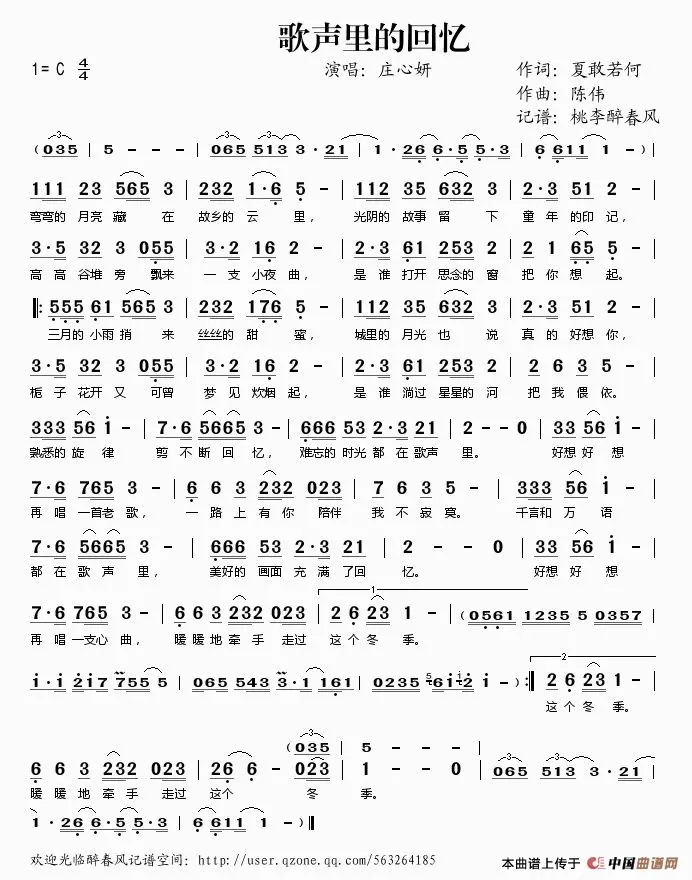 歌声里的回忆
1= C 4/4
演唱：庄心妍
作词：夏敢若何
作曲：陈伟
记谱：桃李醉春风
(035 | 5 - - - | 065 513 3·21 | 1·26 6·5 5·3 | 6 611 1 - ) |
111 23 565 3 | 232 1·6 5 - | 112 35 632 3 | 2·3 51 2 - |
弯弯的 月亮 藏 在 故乡的 云 里， 光阴的 故事 留 下 童 年 的印 记，
3·5 32 3 055 | 3·2 16 2 - | 2·3 61 253 2 | 2 1 65 5 - |
高 高 谷堆 旁 飘来 一 支 小夜 曲， 是 谁 打开 思念的 窗 把 你 想 起。
555 61 565 3 | 232 176 5 - | 112 35 632 3 | 2·3 51 2 - |
三月的 小雨 捎 来 丝丝的 甜 蜜， 城里的 月光 也 说 真 的 好想 你，
3·5 32 3 055 | 3·2 16 2 - | 2·3 61 253 2 | 2 6 3 5 - |
栀 子 花开 又 可曾 梦 见 炊烟 起， 是 谁 淌过 星星的 河 把 我 偎 依。
333 56 1 - | 7·6 5665 3 - | 666 53 2·3 21 | 2 - - 0 | 33 33 56 1 - |
熟悉的 旋 律 剪 不 断 回 忆， 难忘的 时光 都 在 歌声 里。 好想 好 想
7·6 765 3 - | 6 6 3 232 023 | 7 6 3 5 - | 333 56 1 - |
再 唱 一首老 歌， 一 路 上 有 你 陪伴 我 不 寂 寞。 千言和 万 语
7·6 5665 3 - | 666 53 2·3 21 | 2 - - 0 | 33 33 56 1 - |
都 在 歌 声 里， 美好的 画面 充 满 了回 忆。 好想 好 想
1
7·6 765 3 - | 6 6 3 232 023 | 2 6 23 1 - | (0561 1235 5 0357 |
再 唱 一支心 曲， 暖 暖 地 牵 手 走过 这 个 冬 季。
2
1·1 217 7555 5 | 065 543 3·1 161 | 0235 61 2 1 - ) :| 2 6 23 1 - |
这 个 冬 季。
(035 | 5 - - -
6 6 3 232 023 | 26 6 - 023 | 1 - - 0 | 065 513 3·21 |
暖 暖 地 牵 手 走过 这个 冬 季。
1·26 6·5 5·3 | 6 611 1 - ) ‖
欢迎光临醉春风记谱空间：http://user.qzone.qq.com/563264185
本曲谱上传于 中国曲谱网